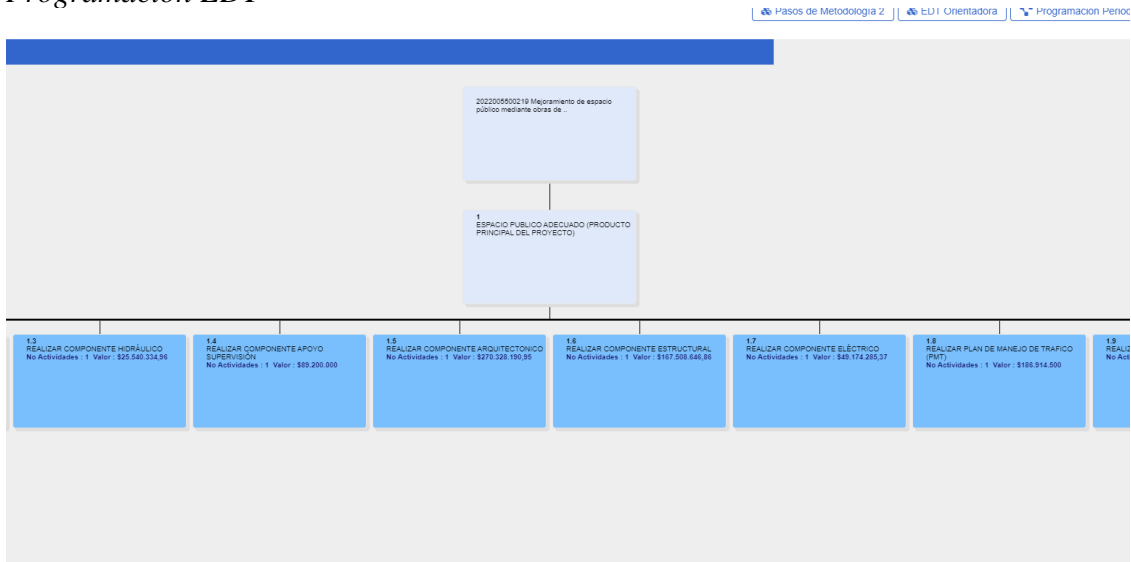 Programación EDT
Pasos de Metodología 2
EDT Orientadora
2022005500219 Mejoramiento de espacio
público mediante obras de ..
1
ESPACIO PUBLICO ADECUADO (PRODUCTO
PRINCIPAL DEL PROYECTO)
1.3
REALIZAR COMPONENTE HIDRÁULICO
No Actividades : 1 Valor : $25.540.334,96
1.4
REALIZAR COMPONENTE APOYO
SUPERVISIÓN
No Actividades : 1 Valor : $89.200.000
1.5
REALIZAR COMPONENTE ARQUITECTONICO
No Actividades : 1 Valor : $270.328.190,95
1.6
REALIZAR COMPONENTE ESTRUCTURAL
No Actividades : 1 Valor : $167.508.646,86
1.7
REALIZAR COMPONENTE ELÉCTRICO
No Actividades : 1 Valor : $49.174.285,37
1.8
REALIZAR PLAN DE MANEJO DE TRAFICO
(PMT)
No Actividades : 1 Valor : $186.914.500
1.9